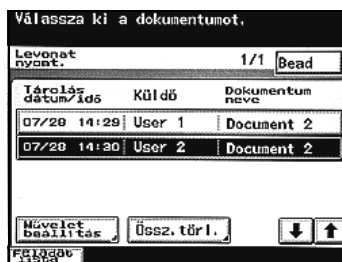 Válassza ki a dokumentumot.
Levonat
nyomt.
1/1 Bead
Tárolás
dátum/idő
Küldő
Dokumentum
neve
07/28 14:29 User 1 Document 2
07/28 14:30 User 2 Document 2
Művelet
beállítás
Össz.törl.
Feladat
lista